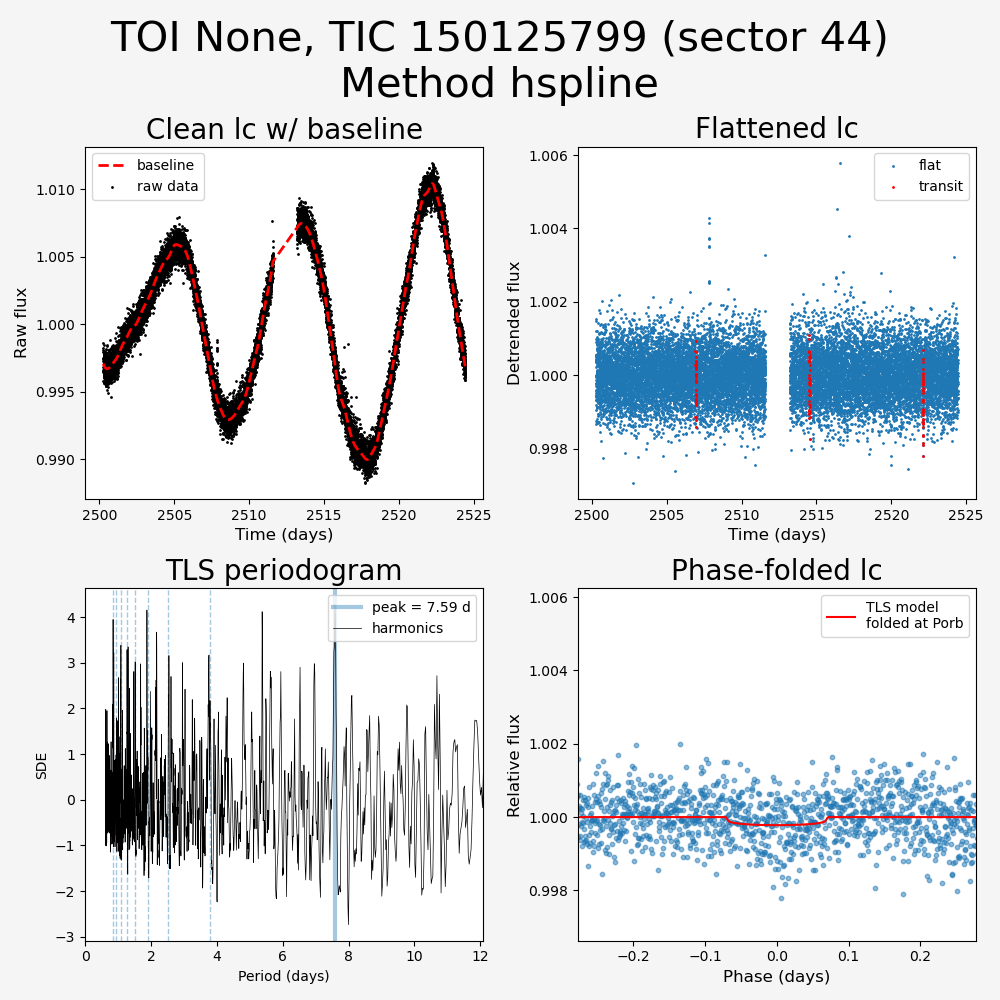 TOI None, TIC 150125799 (sector 44)
Method hspline
Clean lc w/ baseline
baseline
raw data
1.010
1.005
1.000
0.995
0.990
Raw flux
2500
2505
2510
2515
2520
2525
Time (days)
Flattened lc
flat
transit
1.006
1.004
1.002
1.000
0.998
Detrended flux
2500
2505
2510
2515
2520
2525
Time (days)
TLS periodogram
peak = 7.59 d
harmonics
4
3
2
1
0
−1
−2
−3
SDE
0
2
4
6
8
10
12
Period (days)
Phase-folded lc
TLS model
folded at Porb
1.006
1.004
1.002
1.000
0.998
Relative flux
−0.2
−0.1
0.0
0.1
0.2
Phase (days)